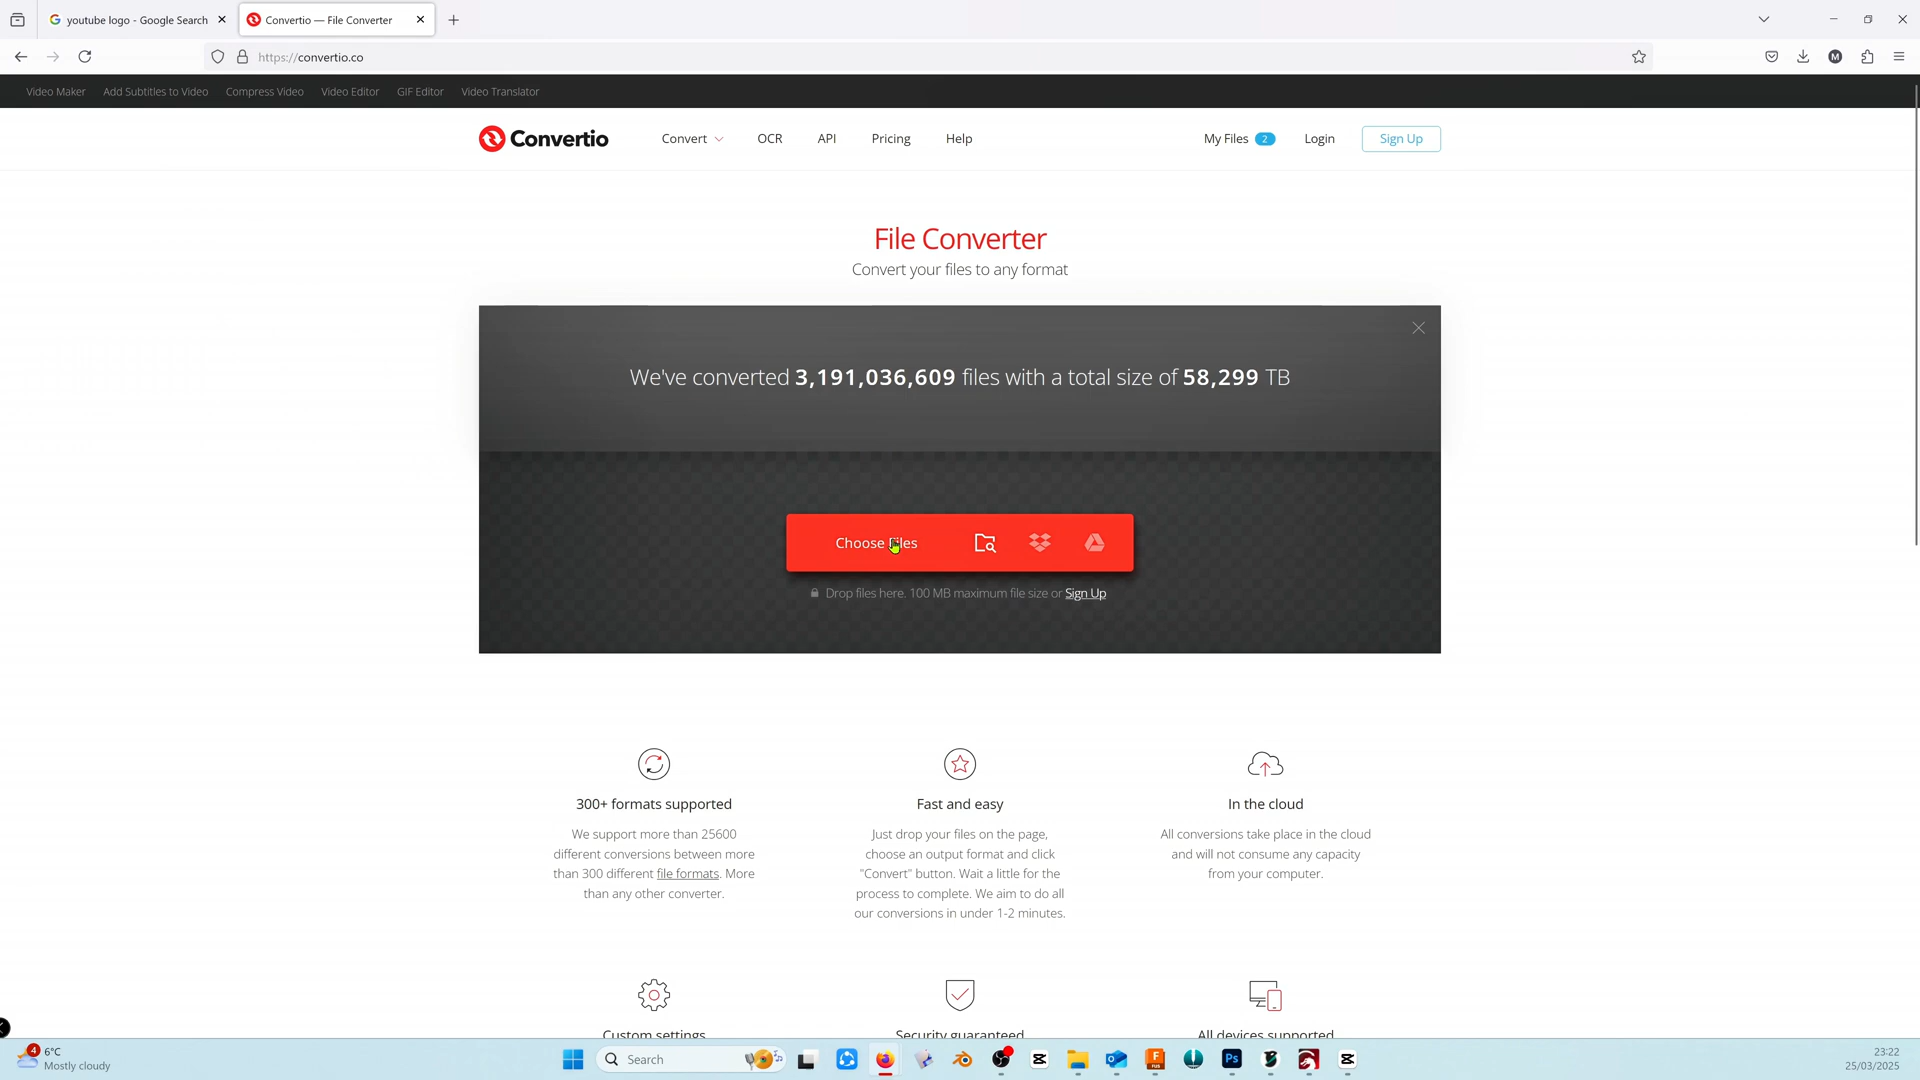 youtube logo - Google Search
Convertio — File Converter
https://convertio.co
Video Maker
Add Subtitles to Video
Compress Video
Video Editor
GIF Editor
Video Translator
Convertio
Convert
OCR
API
Pricing
Help
My Files 2
Login
Sign Up
File Converter
Convert your files to any format
We've converted 3,191,036,609 files with a total size of 58,299 TB
Choose Files
Drop files here. 100 MB maximum file size or Sign Up
300+ formats supported
We support more than 25600
different conversions between more
than 300 different file formats. More
than any other converter.
Fast and easy
Just drop your files on the page,
choose an output format and click
"Convert" button. Wait a little for the
process to complete. We aim to do all
our conversions in under 1-2 minutes.
In the cloud
All conversions take place in the cloud
and will not consume any capacity
from your computer.
Custom settings
Security guaranteed
All devices supported
4
6°C
Mostly cloudy
Search
23:22
25/03/2025